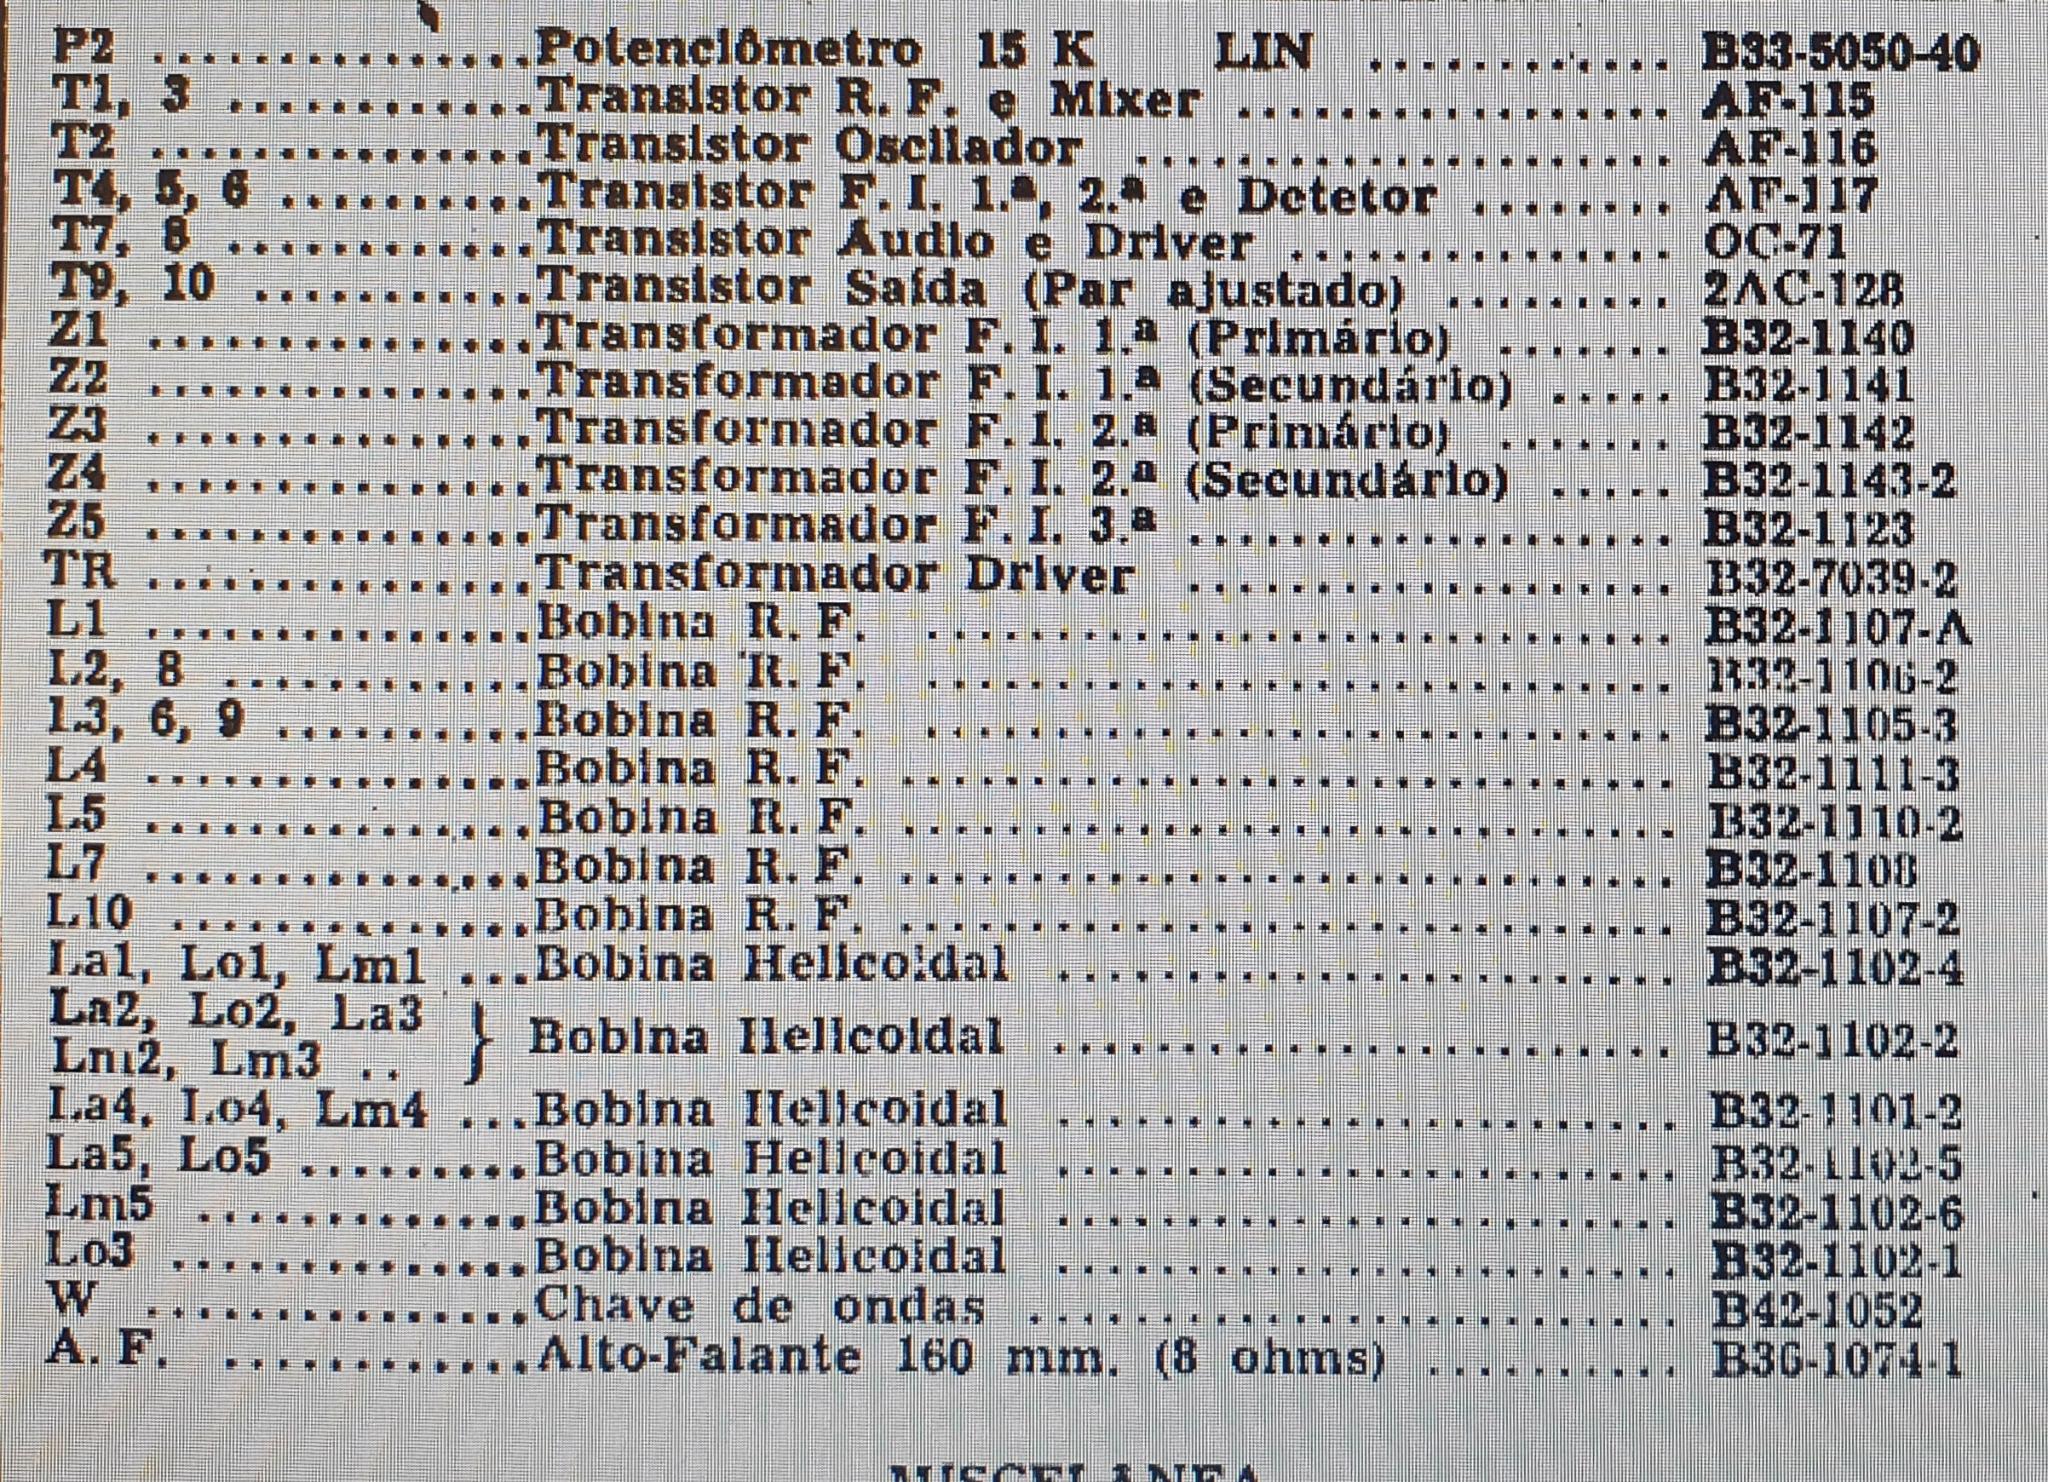 P2 ...............Potenciômetro 15 K LIN ............ B33-5050-40
T1, 3 ............Transistor R. F. e Mixer ................. AF-115
T2 ...............Transistor Oscilador ..................... AF-116
T4, 5, 6 ..........Transistor F. I. 1.ª, 2.ª e Detetor ........ AF-117
T7, 8 ............Transistor Áudio e Driver ............... OC-71
T9, 10 ...........Transistor Saída (Par ajustado) ......... 2AC-128
Z1 ...............Transformador F. I. 1.ª (Primário) ....... B32-1140
Z2 ...............Transformador F. I. 1.ª (Secundário) ..... B32-1141
Z3 ...............Transformador F. I. 2.ª (Primário) ....... B32-1142
Z4 ...............Transformador F. I. 2.ª (Secundário) ..... B32-1143-2
Z5 ...............Transformador F. I. 3.ª ................... B32-1123
TR ...............Transformador Driver ................... B32-7039-2
L1 ...............Bobina R. F. ............................. B32-1107-A
L2, 8 ............Bobina R. F. ............................. B32-1106-2
L3, 6, 9 ..........Bobina R. F. ............................. B32-1105-3
L4 ...............Bobina R. F. .............................. B32-1111-3
L5 ...............Bobina R. F. .............................. B32-1110-2
L7 ...............Bobina R. F. .............................. B32-1108
L10 ..............Bobina R. F. .............................. B32-1107-2
La1, Lo1, Lm1 ...Bobina Helicoidal ........................ B32-1102-4
La2, Lo2, La3
Lm2, Lm3 .. } Bobina Helicoidal ........................ B32-1102-2
La4, Lo4, Lm4 ...Bobina Helicoidal ........................ B32-1101-2
La5, Lo5 .........Bobina Helicoidal ........................ B32-1102-5
Lm5 .............Bobina Helicoidal ........................ B32-1102-6
Lo3 ..............Bobina Helicoidal ........................ B32-1102-1
W ...............Chave de ondas ......................... B42-1052
A. F. ............Alto-Falante 160 mm. (8 ohms) .......... B36-1074-1
MISCELÂNEA